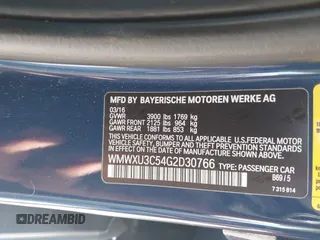 MFD BY BAYERISCHE MOTOREN WERKE AG
03/16
GVWR 3900 lbs 1769 kg
GAWR FRONT 2125 lbs 964 kg
GAWR REAR 1881 lbs 853 kg
THIS VEHICLE CONFORMS TO ALL APPLICABLE U.S. FEDERAL MOTOR
VEHICLE SAFETY, BUMPER, AND THEFT PREVENTION STANDARDS IN
EFFECT ON THE DATE OF MANUFACTURE SHOWN ABOVE.
WMWXU3C54G2D30766 TYPE: PASSENGER CAR
B69 / 5
7 315 814
DREAMBID